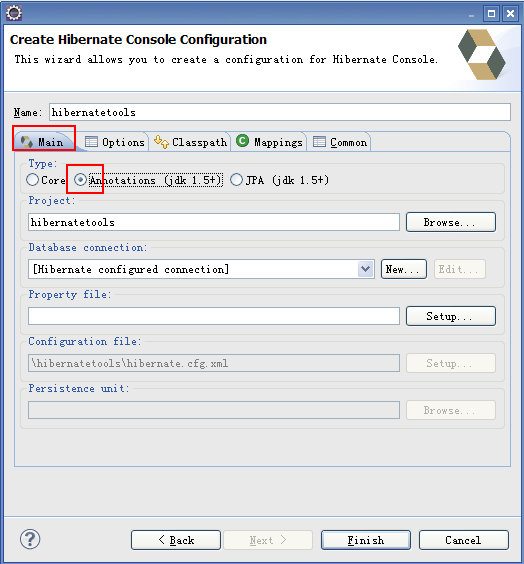 Create Hibernate Console Configuration
This wizard allows you to create a configuration for Hibernate Console.
Name: hibernatetools
Main Options Classpath Mappings Common
Type:
Core Annotations (jdk 1.5+) JPA (jdk 1.5+)
Project:
hibernatetools Browse...
Database connection:
[Hibernate configured connection] New... Edit...
Property file:
Setup...
Configuration file:
\hibernatetools\hibernate.cfg.xml Setup...
Persistence unit:
Browse...
? < Back Next > Finish Cancel